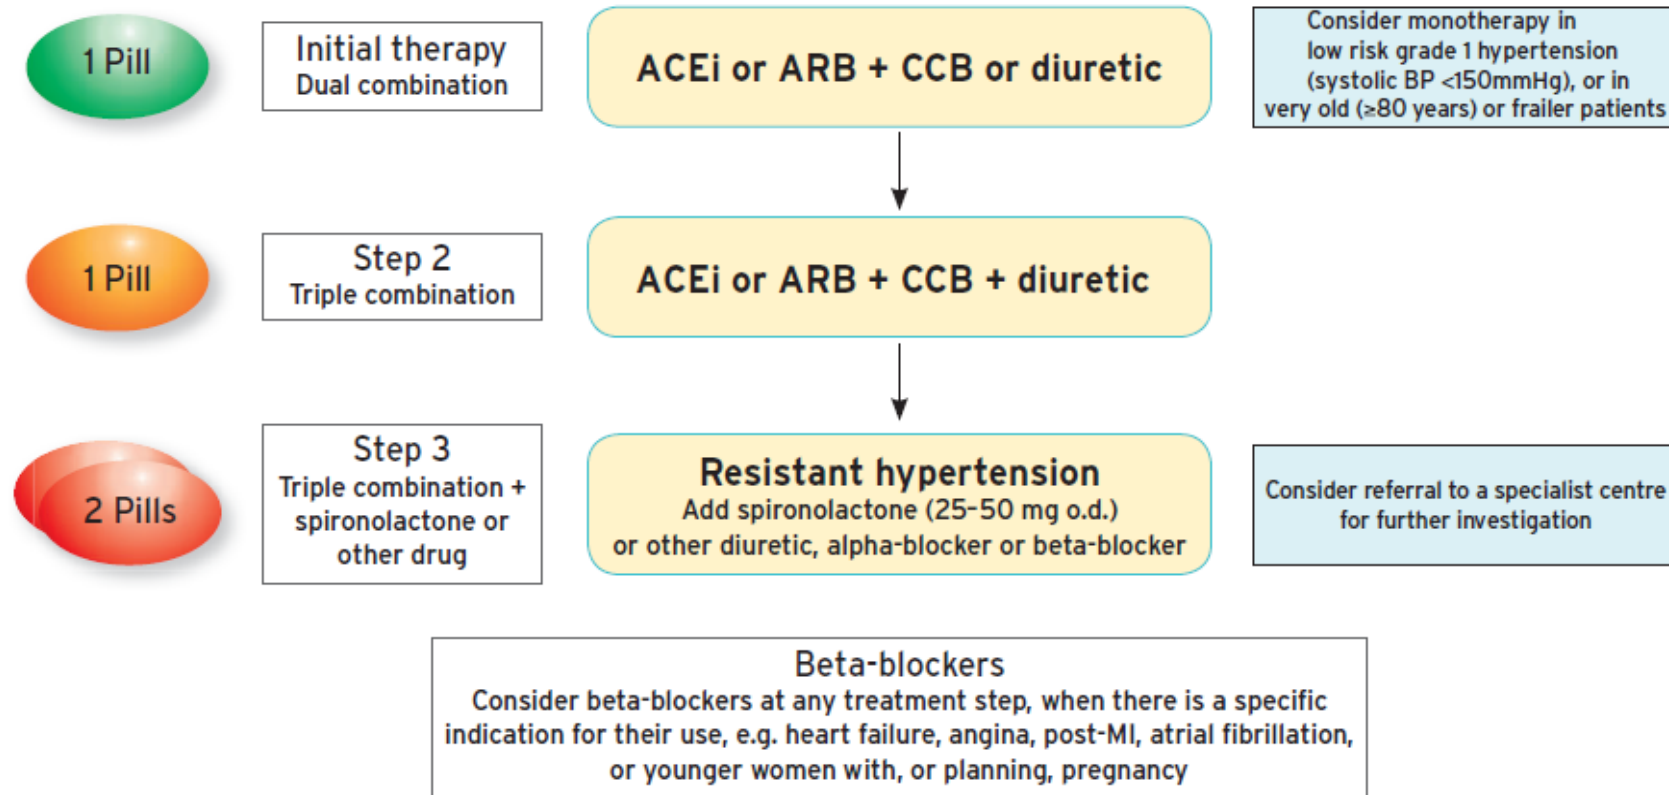 1 Pill
Initial therapy
Dual combination
ACEi or ARB + CCB or diuretic
Consider monotherapy in
low risk grade 1 hypertension
(systolic BP <150mmHg), or in
very old (≥80 years) or frailer patients
1 Pill
Step 2
Triple combination
ACEi or ARB + CCB + diuretic
2 Pills
Step 3
Triple combination +
spironolactone or
other drug
Resistant hypertension
Add spironolactone (25–50 mg o.d.)
or other diuretic, alpha-blocker or beta-blocker
Consider referral to a specialist centre
for further investigation
Beta-blockers
Consider beta-blockers at any treatment step, when there is a specific
indication for their use, e.g. heart failure, angina, post-MI, atrial fibrillation,
or younger women with, or planning, pregnancy